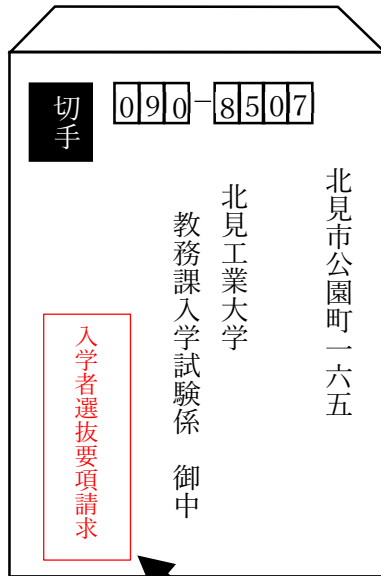 切手
090-8507
北見市公園町一六五
北見工業大学
教務課入学試験係　御中
入学者選抜要項請求